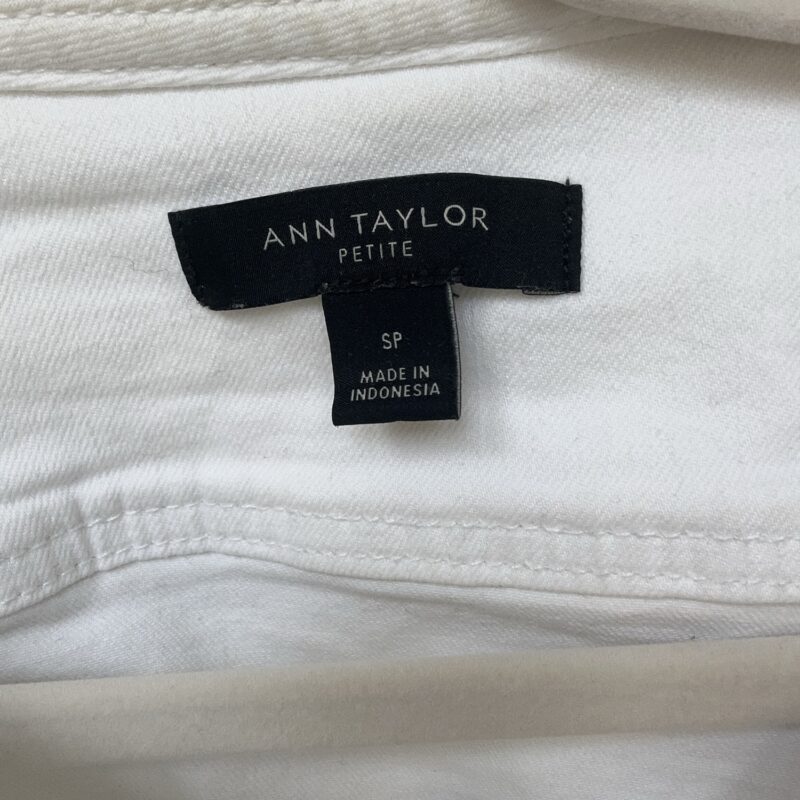 ANN TAYLOR
PETITE
SP
MADE IN
INDONESIA